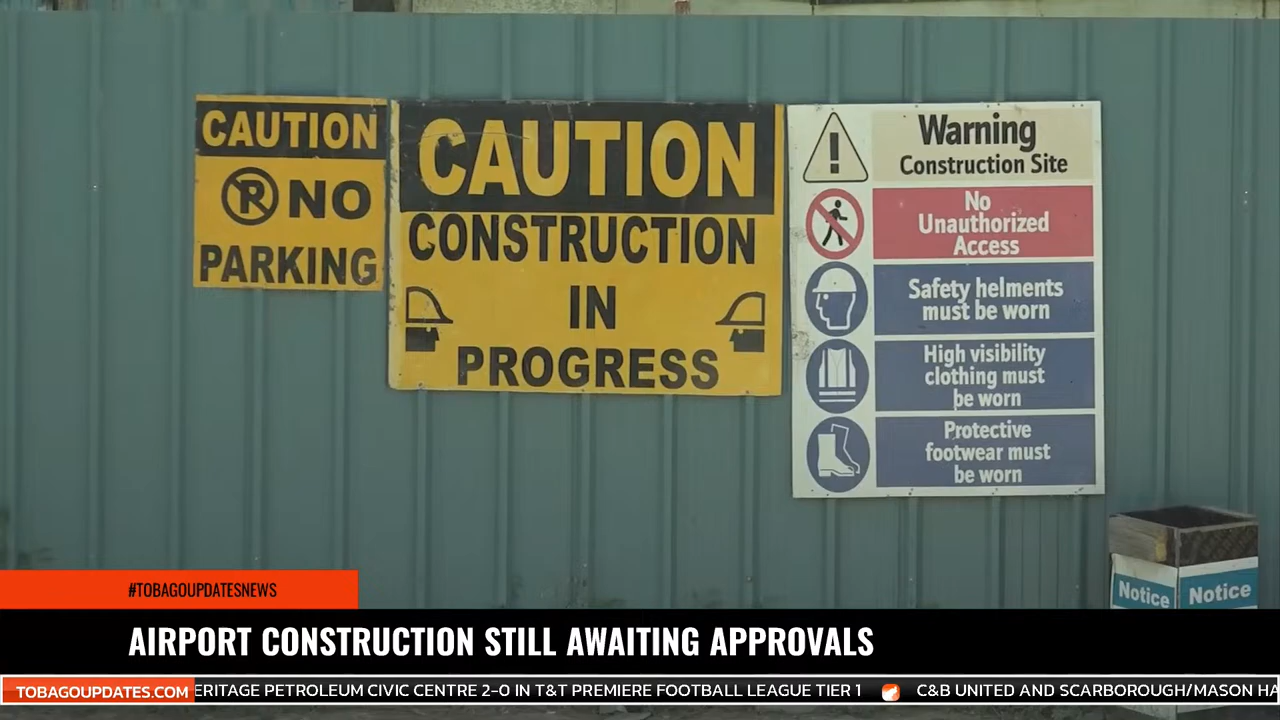 CAUTION
NO
PARKING
CAUTION
CONSTRUCTION
IN
PROGRESS
Warning
Construction Site
No
Unauthorized
Access
Safety helments
must be worn
High visibility
clothing must
be worn
Protective
footwear must
be worn
Notice Notice
#TOBAGOUPDATESNEWS
AIRPORT CONSTRUCTION STILL AWAITING APPROVALS
TOBAGOUPDATES.COM ERITAGE PETROLEUM CIVIC CENTRE 2-0 IN T&T PREMIERE FOOTBALL LEAGUE TIER 1 C&B UNITED AND SCARBOROUGH/MASON HA